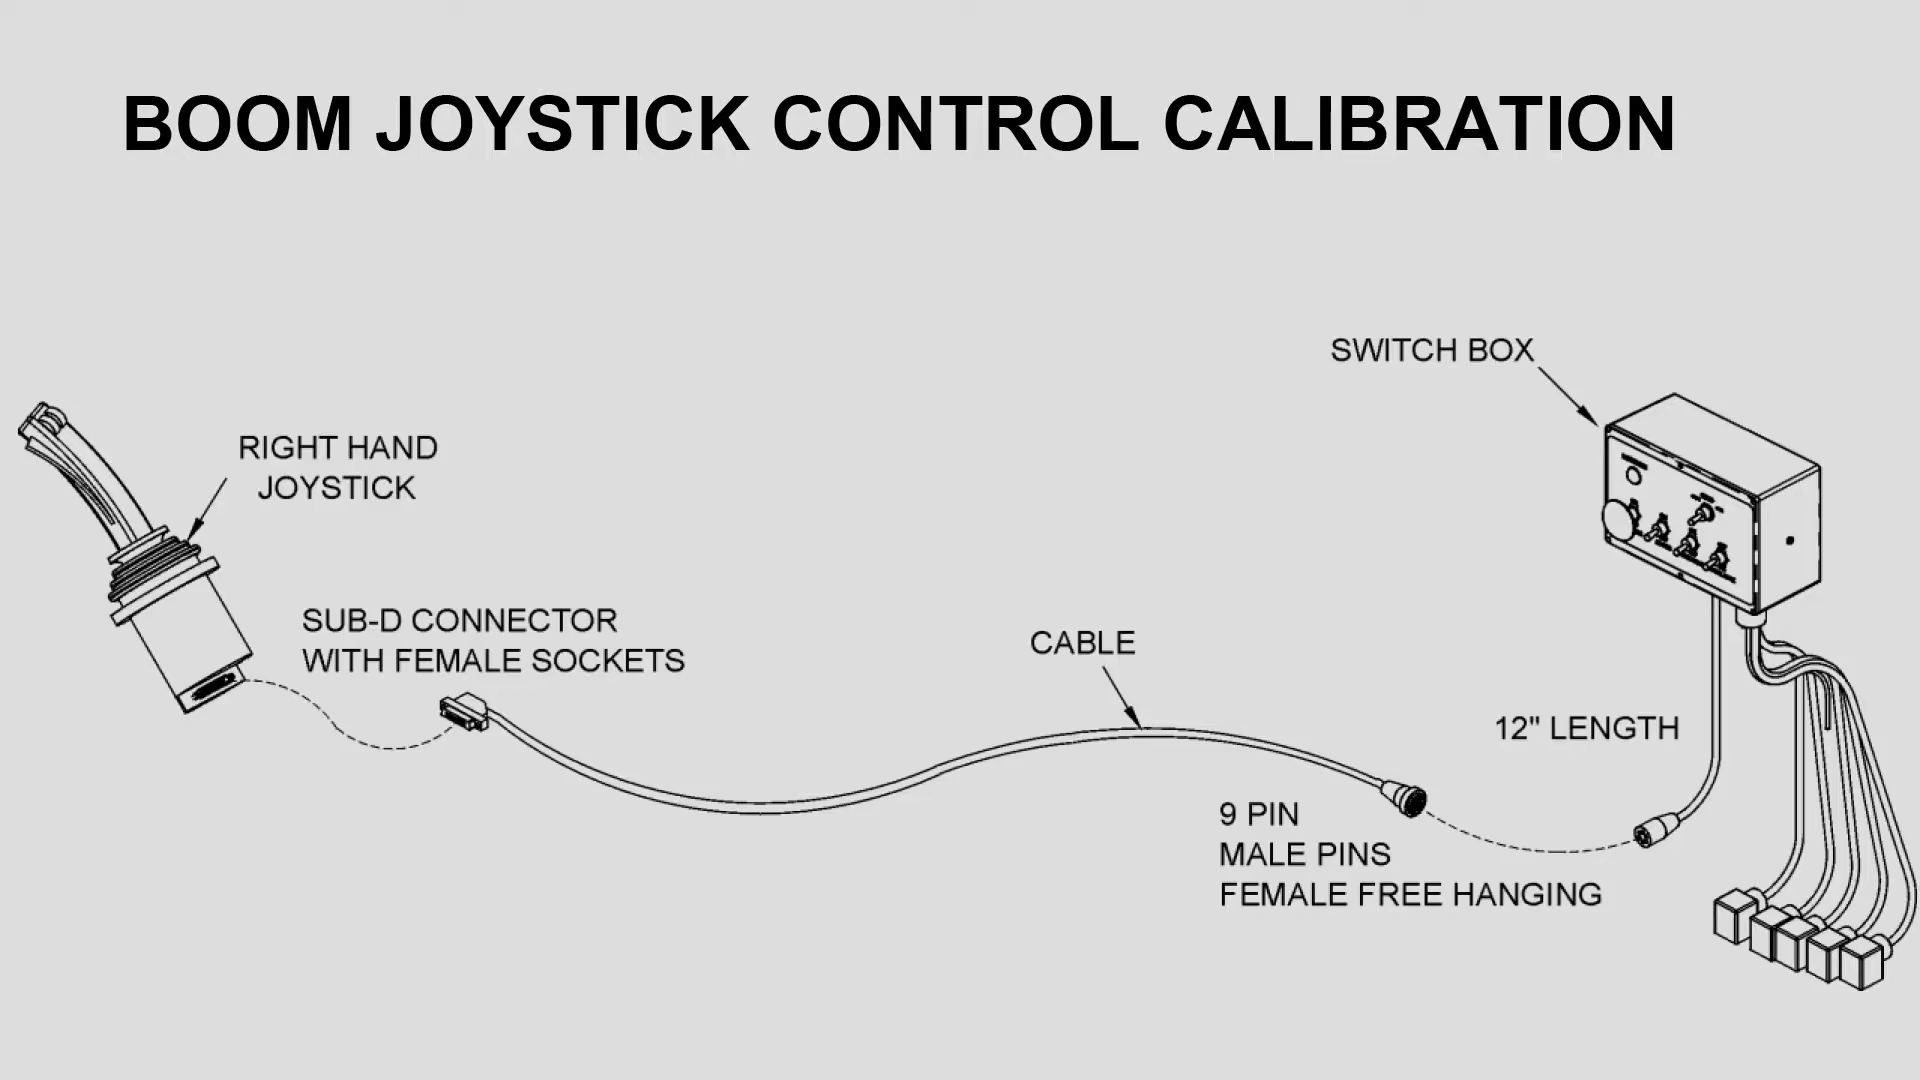 BOOM JOYSTICK CONTROL CALIBRATION
SWITCH BOX
RIGHT HAND
JOYSTICK
SUB-D CONNECTOR
WITH FEMALE SOCKETS
CABLE
12" LENGTH
9 PIN
MALE PINS
FEMALE FREE HANGING